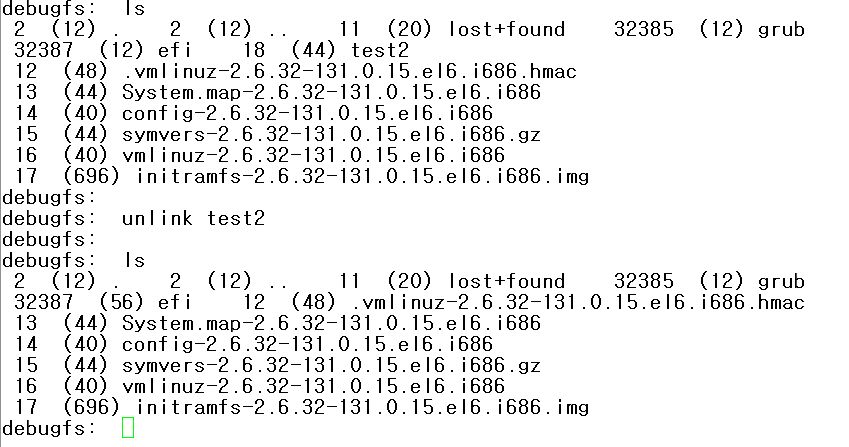 debugfs:  ls
 2  (12) .    2  (12) ..    11  (20) lost+found    32385  (12) grub
 32387  (12) efi    18  (44) test2
 12  (48) .vmlinuz-2.6.32-131.0.15.el6.i686.hmac
 13  (44) System.map-2.6.32-131.0.15.el6.i686
 14  (40) config-2.6.32-131.0.15.el6.i686
 15  (44) symvers-2.6.32-131.0.15.el6.i686.gz
 16  (40) vmlinuz-2.6.32-131.0.15.el6.i686
 17  (696) initramfs-2.6.32-131.0.15.el6.i686.img
debugfs:
debugfs:  unlink test2
debugfs:
debugfs:  ls
 2  (12) .    2  (12) ..    11  (20) lost+found    32385  (12) grub
 32387  (56) efi    12  (48) .vmlinuz-2.6.32-131.0.15.el6.i686.hmac
 13  (44) System.map-2.6.32-131.0.15.el6.i686
 14  (40) config-2.6.32-131.0.15.el6.i686
 15  (44) symvers-2.6.32-131.0.15.el6.i686.gz
 16  (40) vmlinuz-2.6.32-131.0.15.el6.i686
 17  (696) initramfs-2.6.32-131.0.15.el6.i686.img
debugfs: